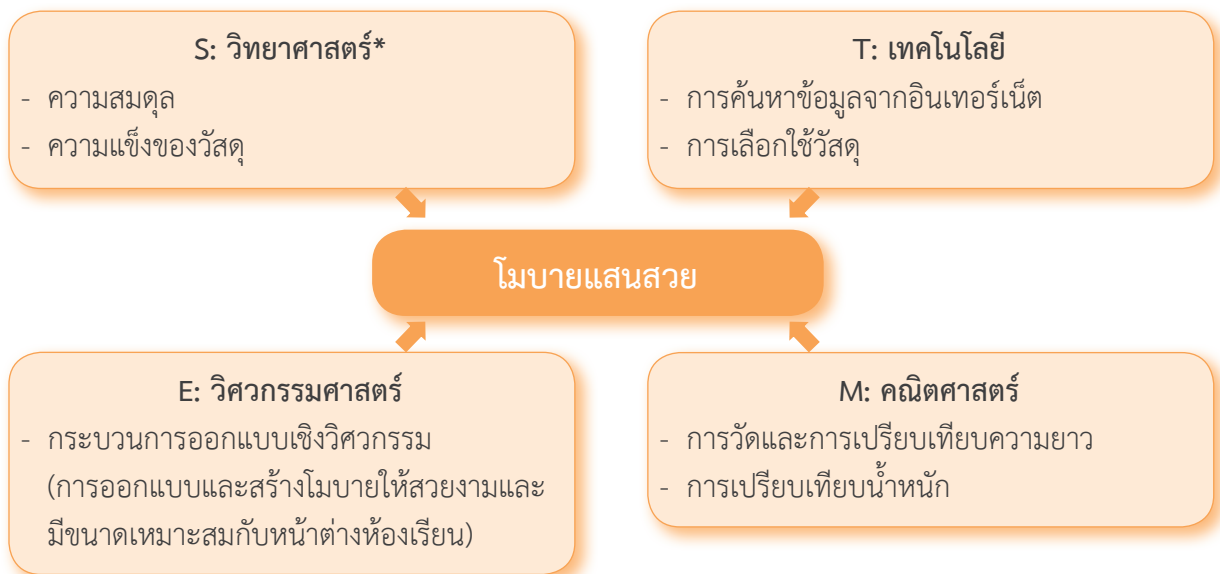 S: วิทยาศาสตร์*
- ความสมดุล
- ความแข็งของวัสดุ
T: เทคโนโลยี
- การค้นหาข้อมูลจากอินเทอร์เน็ต
- การเลือกใช้วัสดุ
โมบายแสนสวย
E: วิศวกรรมศาสตร์
- กระบวนการออกแบบเชิงวิศวกรรม
(การออกแบบและสร้างโมบายให้สวยงามและ
มีขนาดเหมาะสมกับหน้าต่างห้องเรียน)
M: คณิตศาสตร์
- การวัดและการเปรียบเทียบความยาว
- การเปรียบเทียบน้ำหนัก